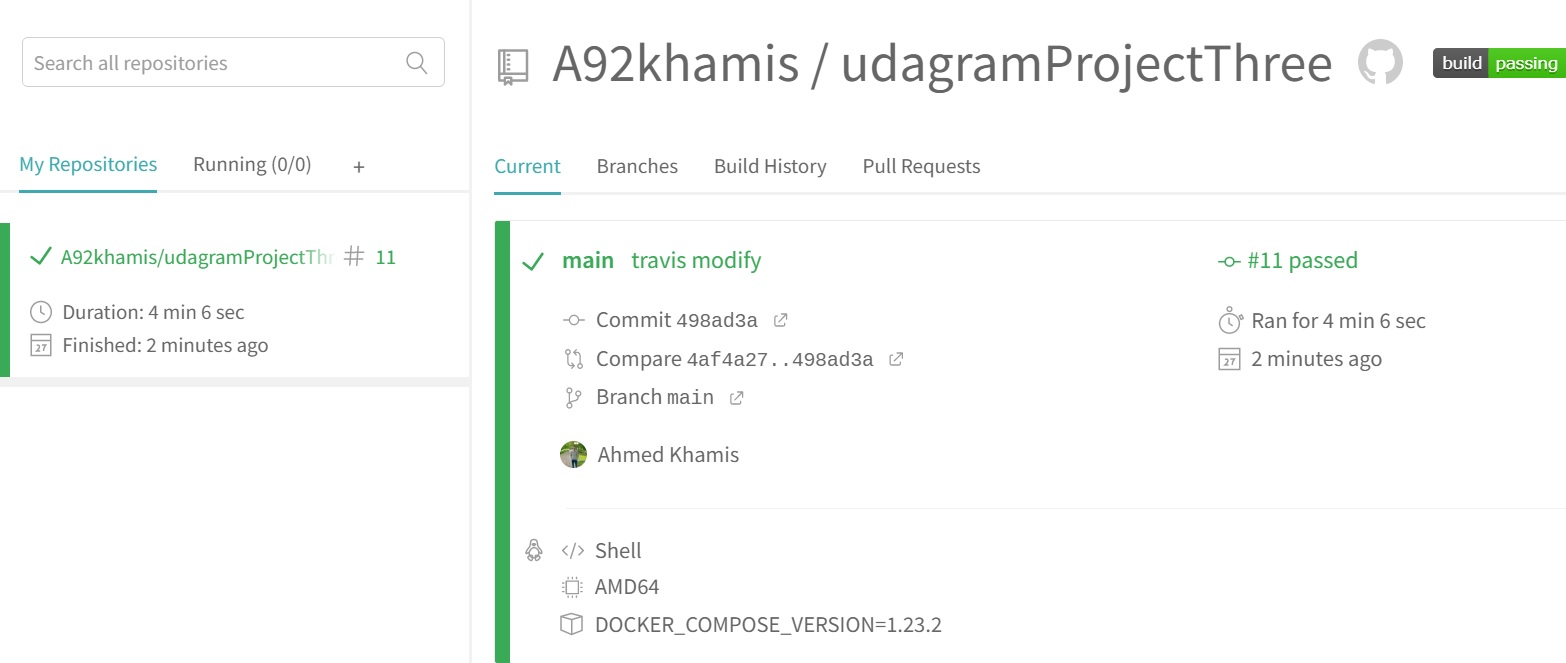 Search all repositories
My Repositories Running (0/0) +
A92khamis/udagramProjectThr # 11
Duration: 4 min 6 sec
27 Finished: 2 minutes ago
A92khamis / udagramProjectThree build passing
Current Branches Build History Pull Requests
main travis modify #11 passed
Commit 498ad3a Ran for 4 min 6 sec
Compare 4af4a27..498ad3a 27 2 minutes ago
Branch main
Ahmed Khamis
</> Shell
AMD64
DOCKER_COMPOSE_VERSION=1.23.2